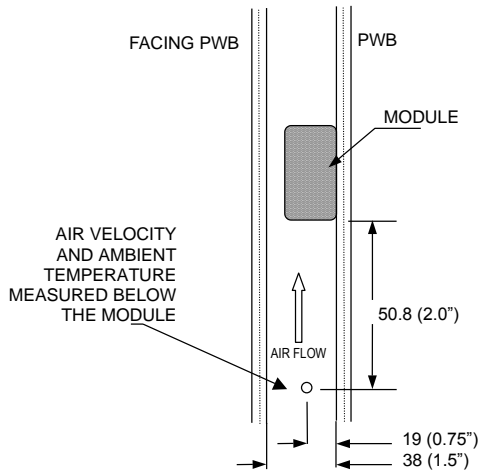 FACING PWB
PWB
MODULE
AIR VELOCITY
AND AMBIENT
TEMPERATURE
MEASURED BELOW
THE MODULE
AIR FLOW
50.8 (2.0”)
19 (0.75”)
38 (1.5”)